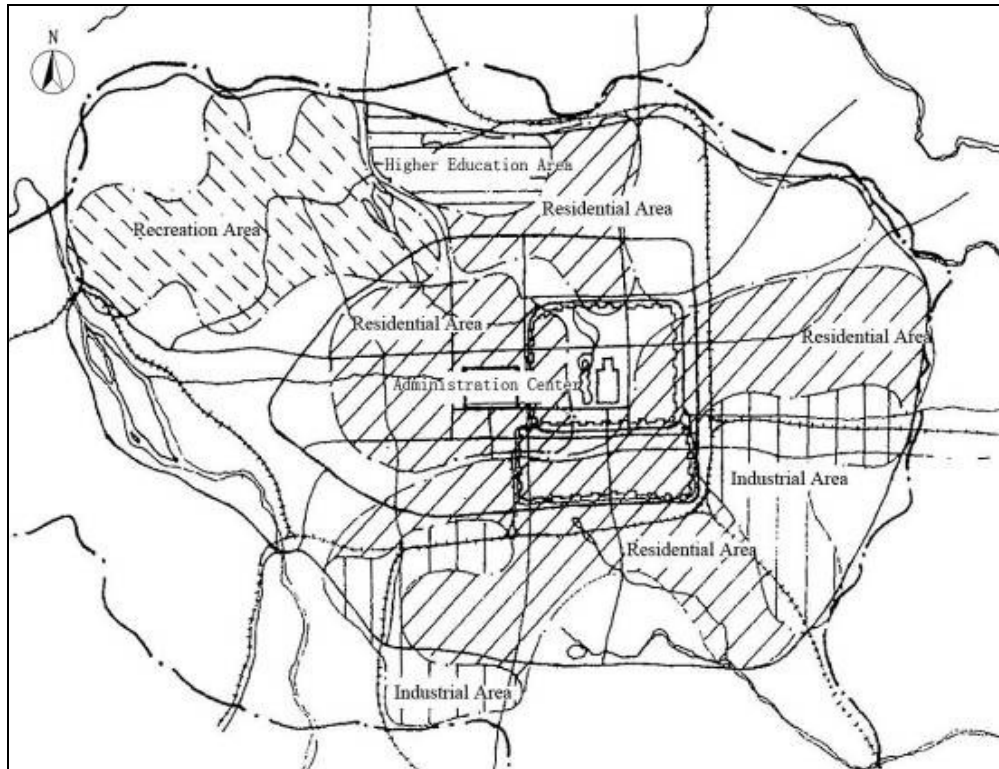 N
Higher Education Area
Residential Area
Recreation Area
Residential Area
Residential Area
Administration Center
Industrial Area
Residential Area
Industrial Area